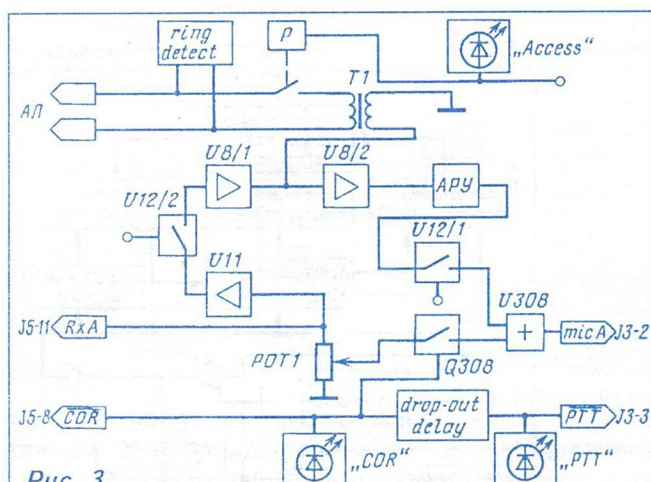 ring detect
P
„Access“
АЛ
T1
U8/1
U8/2
АРУ
U12/2
U12/1
U11
U308
J5-11
RxA
mic A
J3-2
POT1
Q308
J5-8
COR
drop-out delay
PTT
J3-3
„COR“
„PTT“
Рис. 3